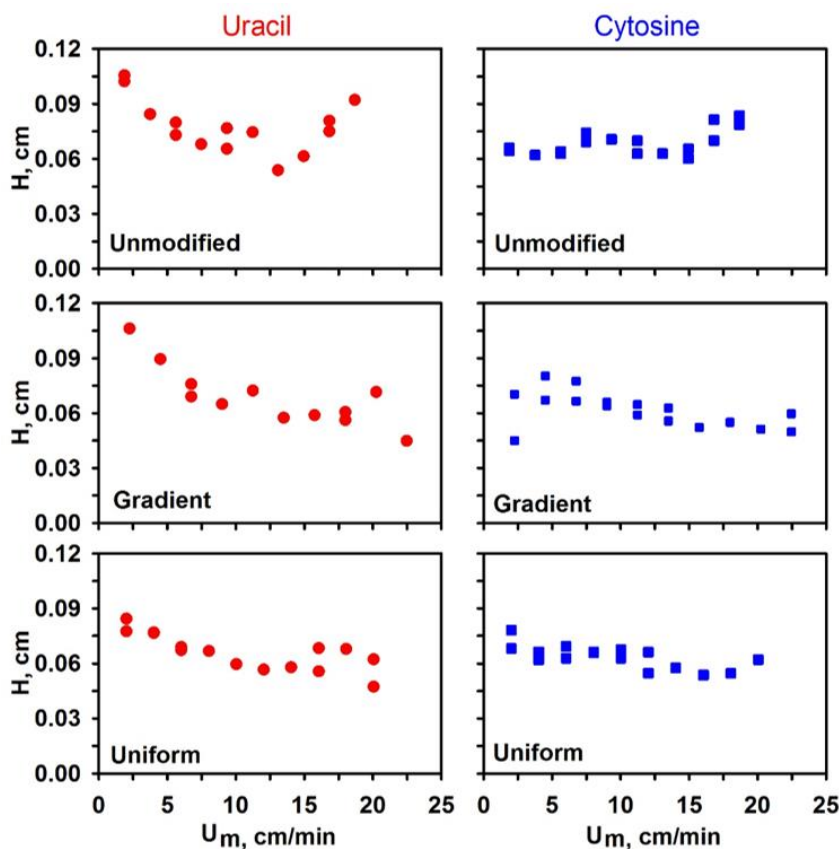 Uracil
Cytosine
0.12
0.09
0.06
0.03
0.00
H, cm
Unmodified
Unmodified
0.12
0.09
0.06
0.03
0.00
H, cm
Gradient
Gradient
0.12
0.09
0.06
0.03
0.00
H, cm
Uniform
Uniform
0 5 10 15 20 25
0 5 10 15 20 25
Um, cm/min
Um, cm/min